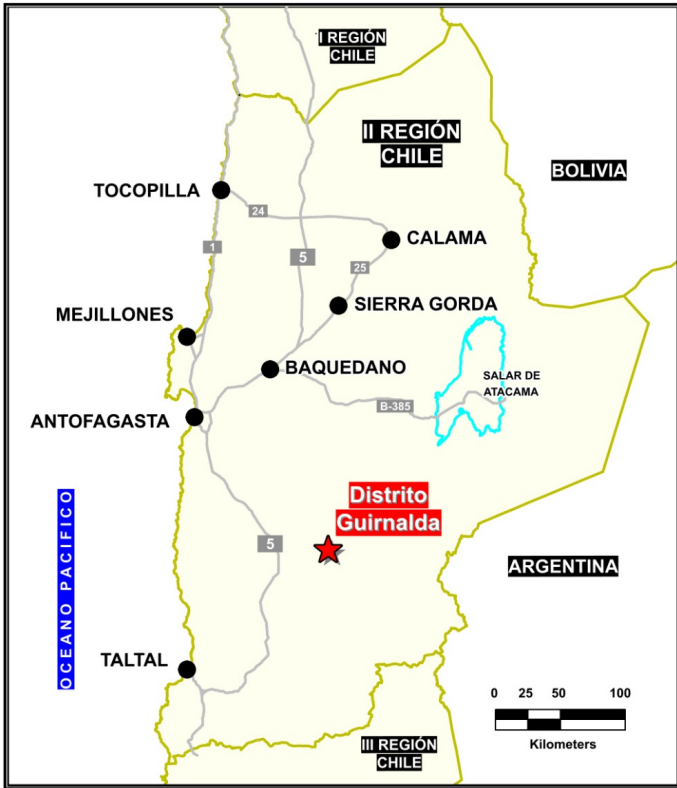 I REGIÓN
CHILE
II REGIÓN
CHILE
BOLIVIA
TOCOPILLA
24
1
5
CALAMA
25
SIERRA GORDA
MEJILLONES
BAQUEDANO
SALAR DE
ATACAMA
B-385
ANTOFAGASTA
Distrito
Guirnalda
OCEANO PACIFICO
5
ARGENTINA
TALTAL
0 25 50 100
Kilometers
III REGIÓN
CHILE